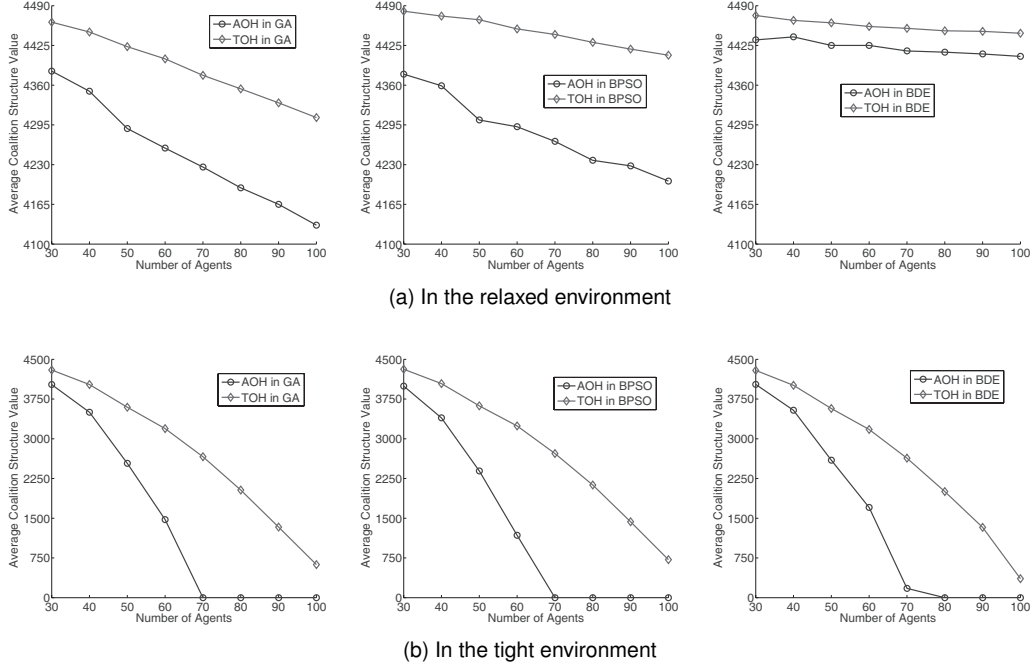 Average Coalition Structure Value
4490
4425
4360
4295
4230
4165
4100
AOH in GA
TOH in GA
30 40 50 60 70 80 90 100
Number of Agents
Average Coalition Structure Value
4490
4425
4360
4295
4230
4165
4100
AOH in BPSO
TOH in BPSO
30 40 50 60 70 80 90 100
Number of Agents
Average Coalition Structure Value
4490
4425
4360
4295
4230
4165
4100
AOH in BDE
TOH in BDE
30 40 50 60 70 80 90 100
Number of Agents
(a) In the relaxed environment
Average Coalition Structure Value
4500
3750
3000
2250
1500
750
0
AOH in GA
TOH in GA
30 40 50 60 70 80 90 100
Number of Agents
Average Coalition Structure Value
4500
3750
3000
2250
1500
750
0
AOH in BPSO
TOH in BPSO
30 40 50 60 70 80 90 100
Number of Agents
Average Coalition Structure Value
4500
3750
3000
2250
1500
750
0
AOH in BDE
TOH in BDE
30 40 50 60 70 80 90 100
Number of Agents
(b) In the tight environment